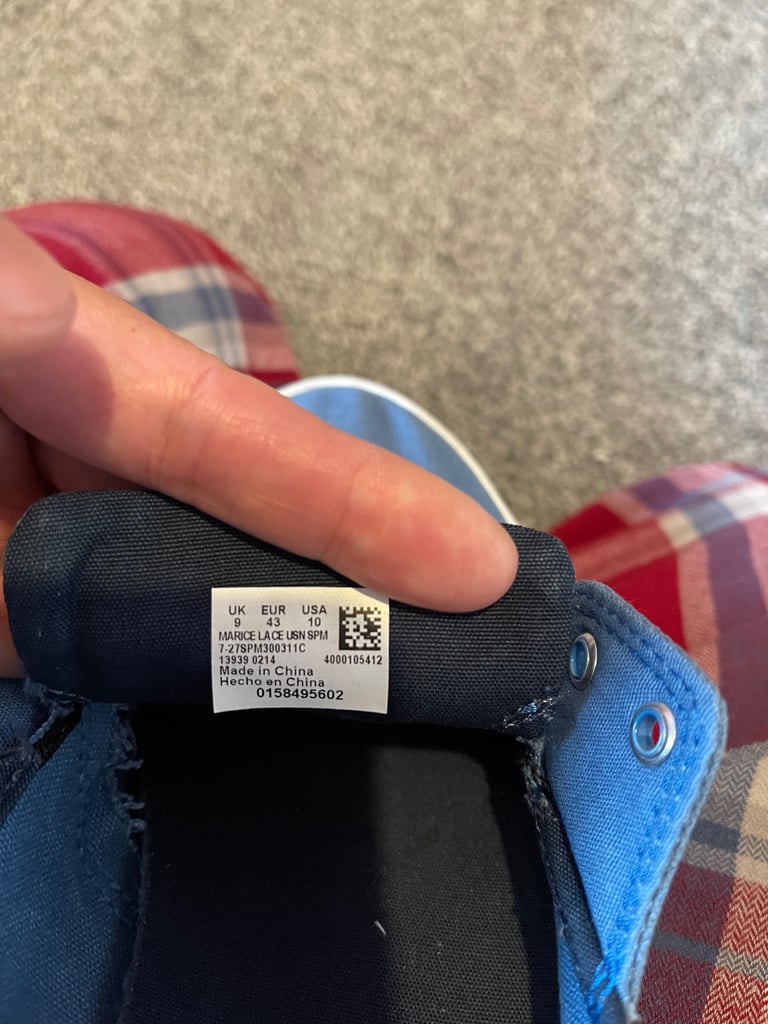 UK EUR USA
9 43 10
MARICE LACE USN SPM
7-27SPM300311C
13939 0214 4000105412
Made in China
Hecho en China
0158495602